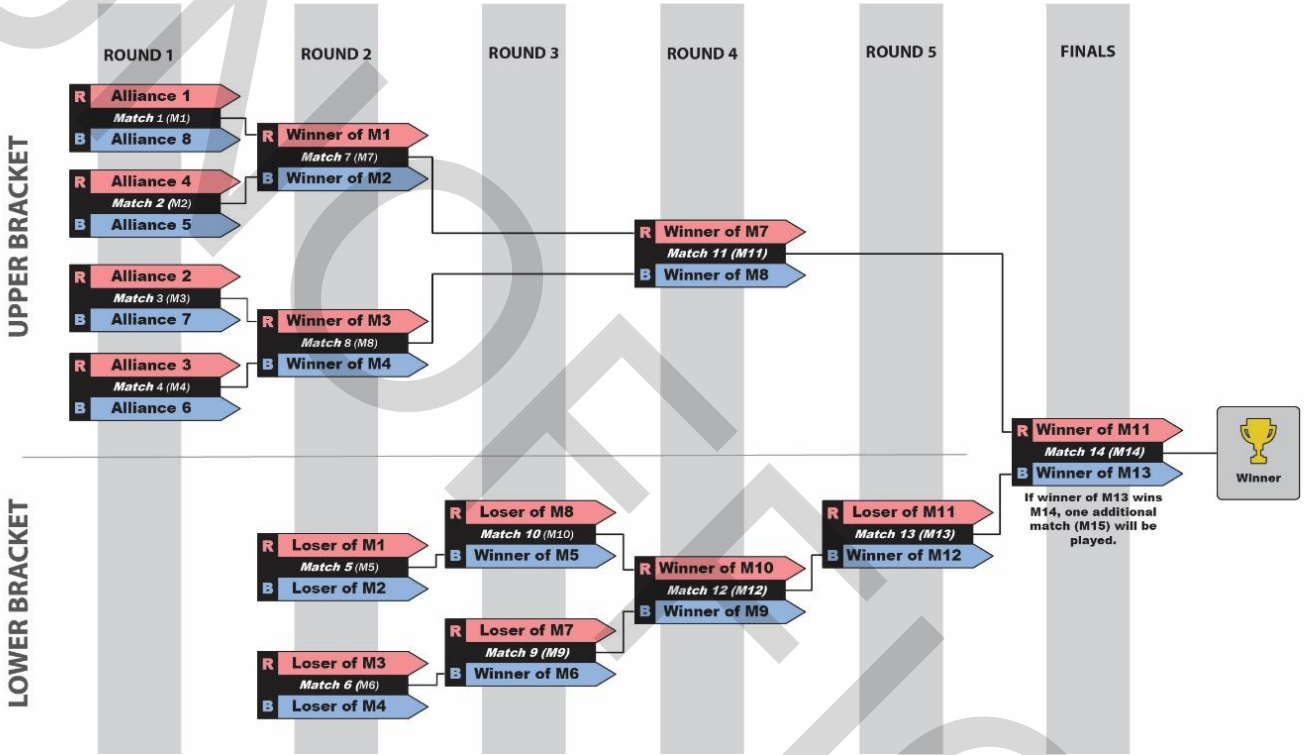 ROUND 1
ROUND 2
ROUND 3
ROUND 4
ROUND 5
FINALS
UPPER BRACKET
R Alliance 1
Match 1 (M1)
B Alliance 8
R Alliance 4
Match 2 (M2)
B Alliance 5
R Alliance 2
Match 3 (M3)
B Alliance 7
R Alliance 3
Match 4 (M4)
B Alliance 6
R Winner of M1
Match 7 (M7)
B Winner of M2
R Winner of M3
Match 8 (M8)
B Winner of M4
R Winner of M7
Match 11 (M11)
B Winner of M8
LOWER BRACKET
R Loser of M1
Match 5 (M5)
B Loser of M2
R Loser of M3
Match 6 (M6)
B Loser of M4
R Loser of M8
Match 10 (M10)
B Winner of M5
R Loser of M7
Match 9 (M9)
B Winner of M6
R Winner of M10
Match 12 (M12)
B Winner of M9
R Loser of M11
Match 13 (M13)
B Winner of M12
R Winner of M11
Match 14 (M14)
B Winner of M13
If winner of M13 wins
M14, one additional
match (M15) will be
played.
Winner